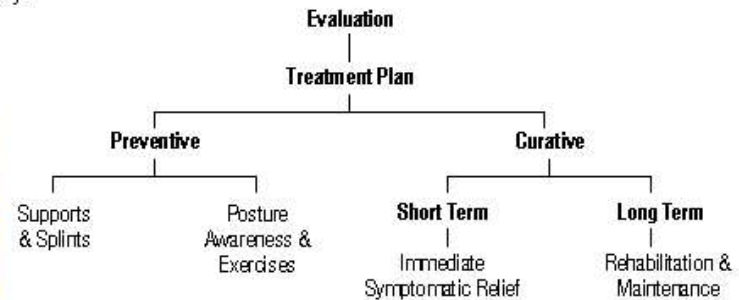 Evaluation
Treatment Plan
Preventive
Curative
Supports
& Splints
Posture
Awareness &
Exercises
Short Term
Immediate
Symptomatic Relief
Long Term
Rehabilitation &
Maintenance